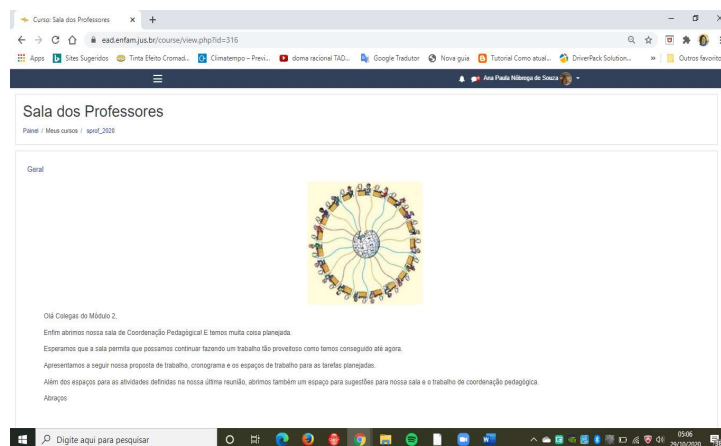 Curso: Sala dos Professores
ead.enfam.jus.br/course/view.php?id=316
Apps Sites Sugeridos Tinta Efeito Cromad... Climatempo – Previ... doma racional TAD... Google Tradutor Nova guia Tutorial Como atual... DriverPack Solution... » Outros favoritos
Ana Paula Nóbrega de Souza
Sala dos Professores
Painel / Meus cursos / sprof_2020
Geral
Olá Colegas do Módulo 2,
Enfim abrimos nossa sala de Coordenação Pedagógica! E temos muita coisa planejada.
Esperamos que a sala permita que possamos continuar fazendo um trabalho tão proveitoso como temos conseguido até agora.
Apresentamos a seguir nossa proposta de trabalho, cronograma e os espaços de trabalho para as tarefas planejadas.
Além dos espaços para as atividades definidas na nossa última reunião, abrimos também um espaço para sugestões para nossa sala e o trabalho de coordenação pedagógica.
Abraços
Digite aqui para pesquisar
05:06
29/10/2020